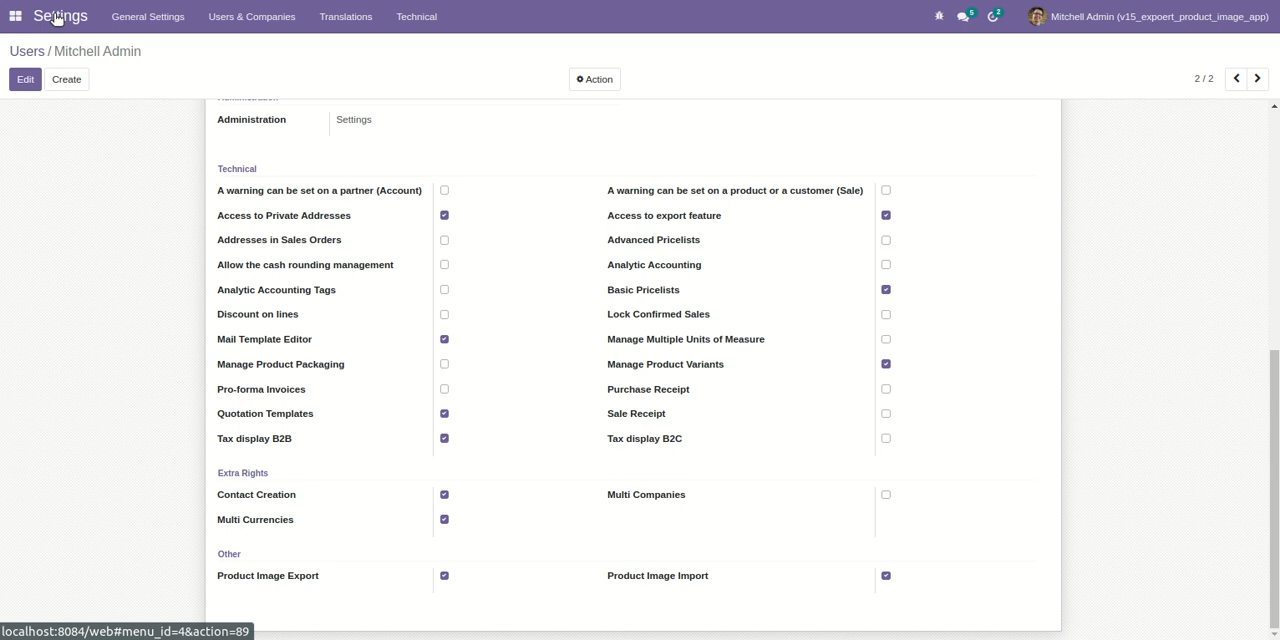 Settings General Settings Users & Companies Translations Technical 5 2 Mitchell Admin (v15_expoert_product_image_app)
Users / Mitchell Admin
Edit Create Action 2 / 2
Administration
Administration Settings
Technical
A warning can be set on a partner (Account) A warning can be set on a product or a customer (Sale)
Access to Private Addresses Access to export feature
Addresses in Sales Orders Advanced Pricelists
Allow the cash rounding management Analytic Accounting
Analytic Accounting Tags Basic Pricelists
Discount on lines Lock Confirmed Sales
Mail Template Editor Manage Multiple Units of Measure
Manage Product Packaging Manage Product Variants
Pro-forma Invoices Purchase Receipt
Quotation Templates Sale Receipt
Tax display B2B Tax display B2C
Extra Rights
Contact Creation Multi Companies
Multi Currencies
Other
Product Image Export Product Image Import
localhost:8084/web#menu_id=4&action=89